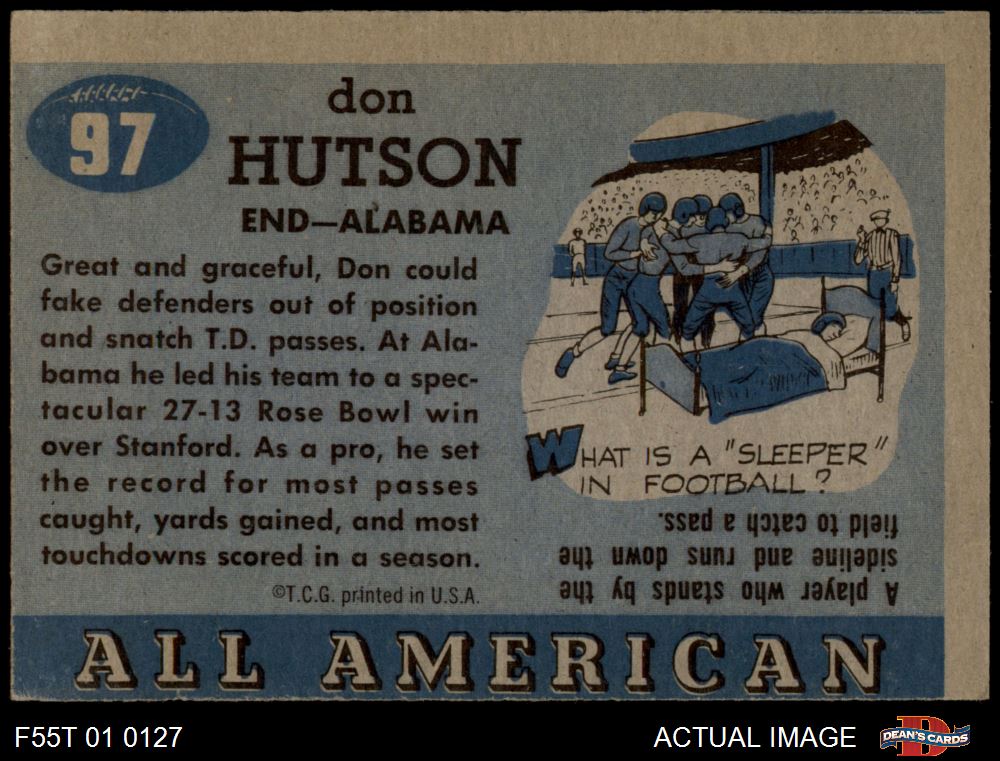 97
don
HUTSON
END—ALABAMA
Great and graceful, Don could
fake defenders out of position
and snatch T.D. passes. At Ala-
bama he led his team to a spec-
tacular 27-13 Rose Bowl win
over Stanford. As a pro, he set
the record for most passes
caught, yards gained, and most
touchdowns scored in a season.
©T.C.G. printed in U.S.A.
WHAT IS A "SLEEPER"
IN FOOTBALL?
A player who stands by the
sideline and runs down the
field to catch a pass.
ALL AMERICAN
F55T 01 0127
ACTUAL IMAGE
D
DEAN'S CARDS